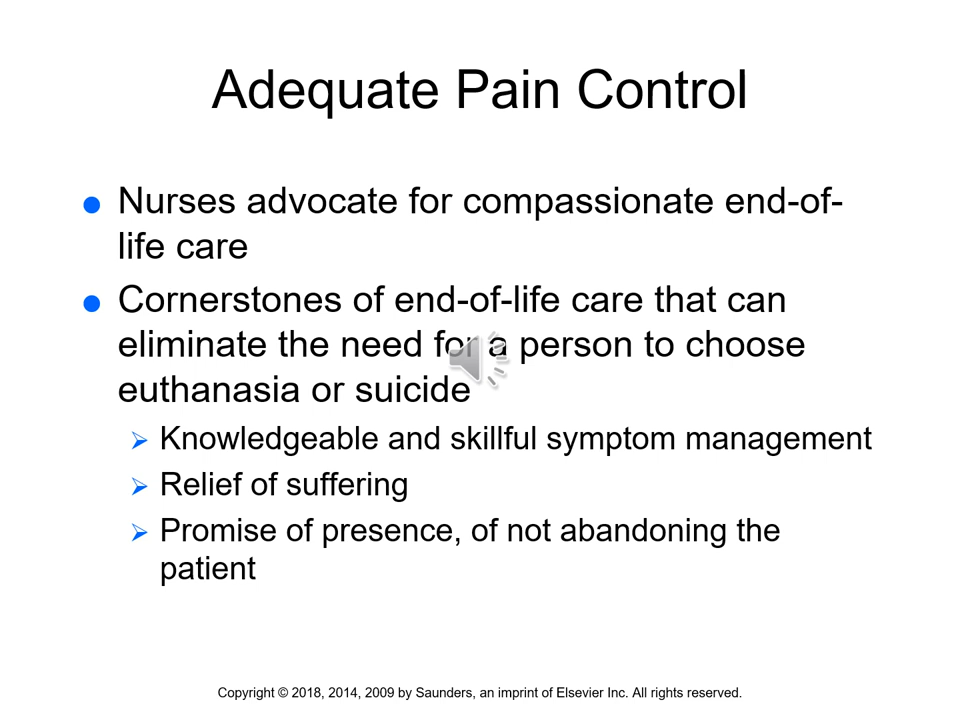 Adequate Pain Control
Nurses advocate for compassionate end-of-
life care
Cornerstones of end-of-life care that can
eliminate the need for a person to choose
euthanasia or suicide
Knowledgeable and skillful symptom management
Relief of suffering
Promise of presence, of not abandoning the
patient
Copyright © 2018, 2014, 2009 by Saunders, an imprint of Elsevier Inc. All rights reserved.